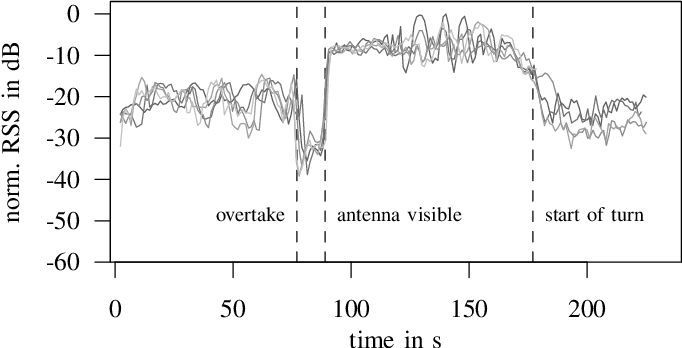 norm. RSS in dB
0
-10
-20
-30
-40
-50
-60
overtake
antenna visible
start of turn
0
50
100
150
200
time in s